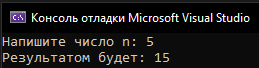 Консоль отладки Microsoft Visual Studio
Напишите число n: 5
Результатом будет: 15